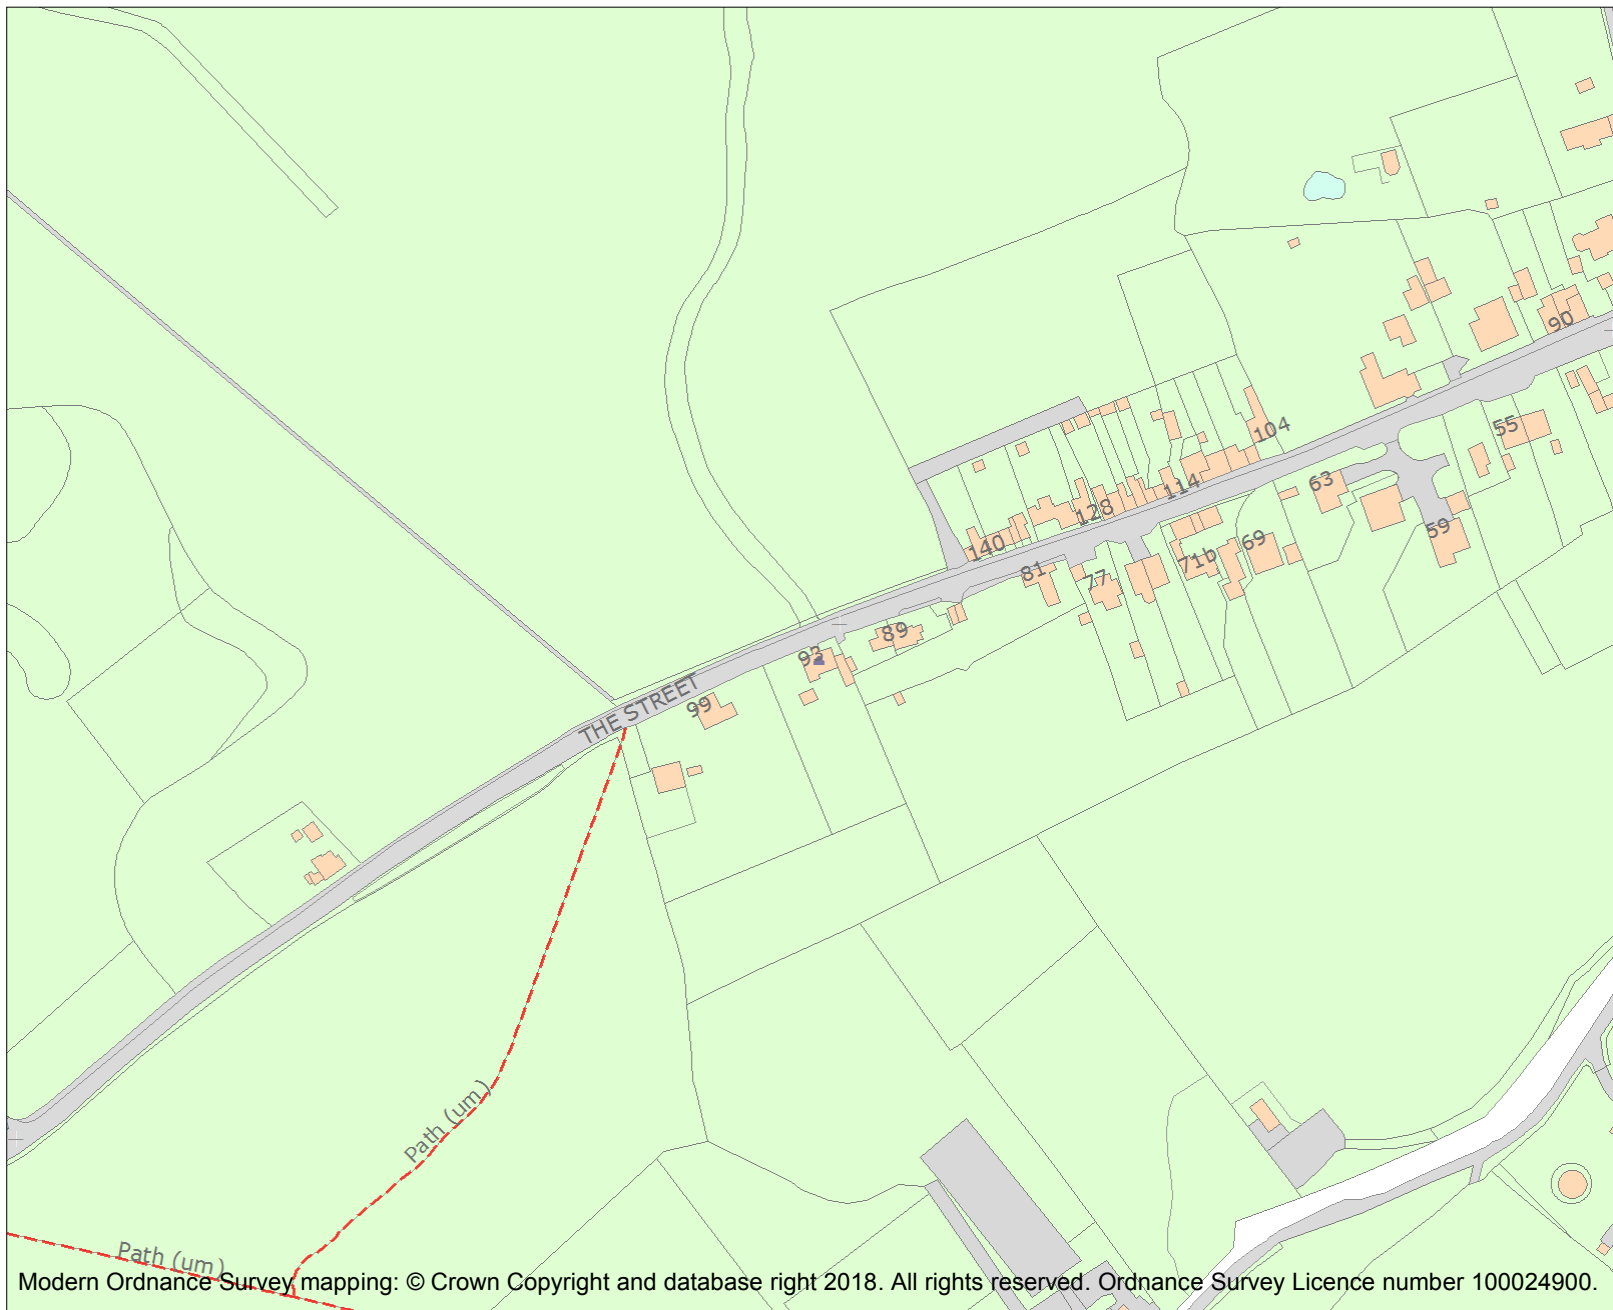 90
104
55
114
63
128
59
140
69
71b
81
77
89
93
THE STREET
99
Path (um)
Path (um)
Modern Ordnance Survey mapping: © Crown Copyright and database right 2018. All rights reserved. Ordnance Survey Licence number 100024900.